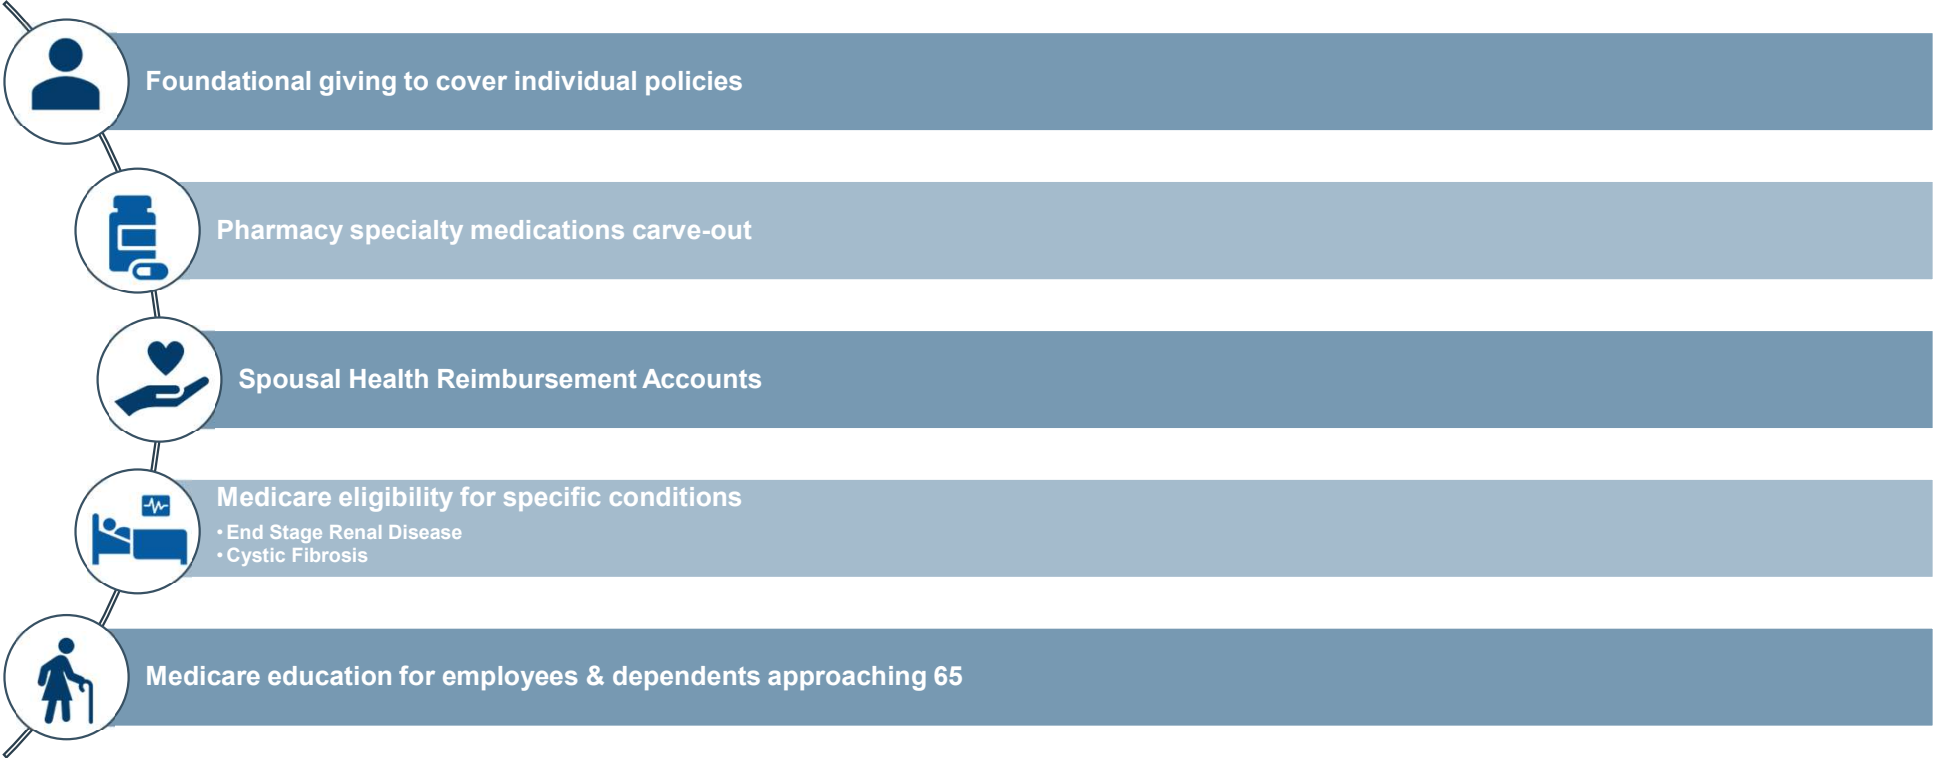 Foundational giving to cover individual policies
Pharmacy specialty medications carve-out
Spousal Health Reimbursement Accounts
Medicare eligibility for specific conditions
• End Stage Renal Disease
• Cystic Fibrosis
Medicare education for employees & dependents approaching 65